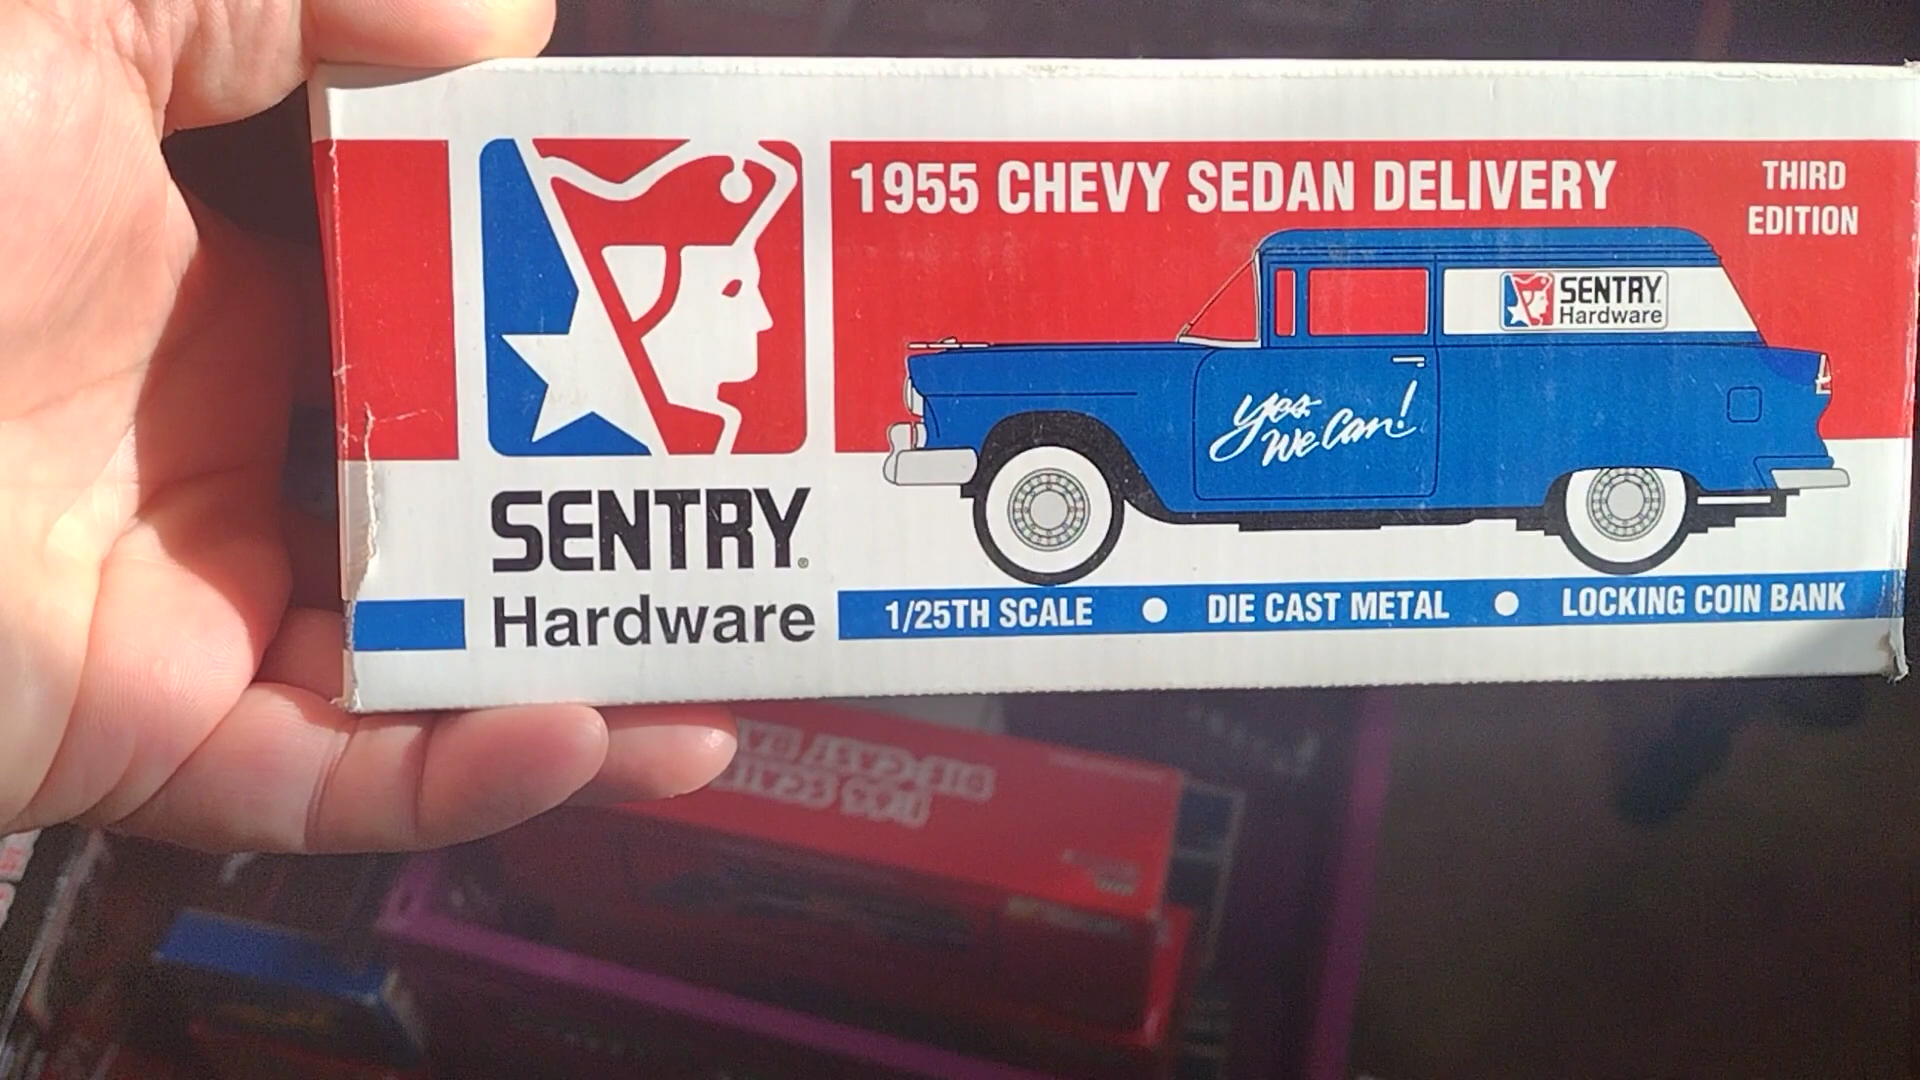 1955 CHEVY SEDAN DELIVERY
THIRD
EDITION
SENTRY
Hardware
Yes
We Can!
SENTRY®
Hardware
1/25TH SCALE ● DIE CAST METAL ● LOCKING COIN BANK